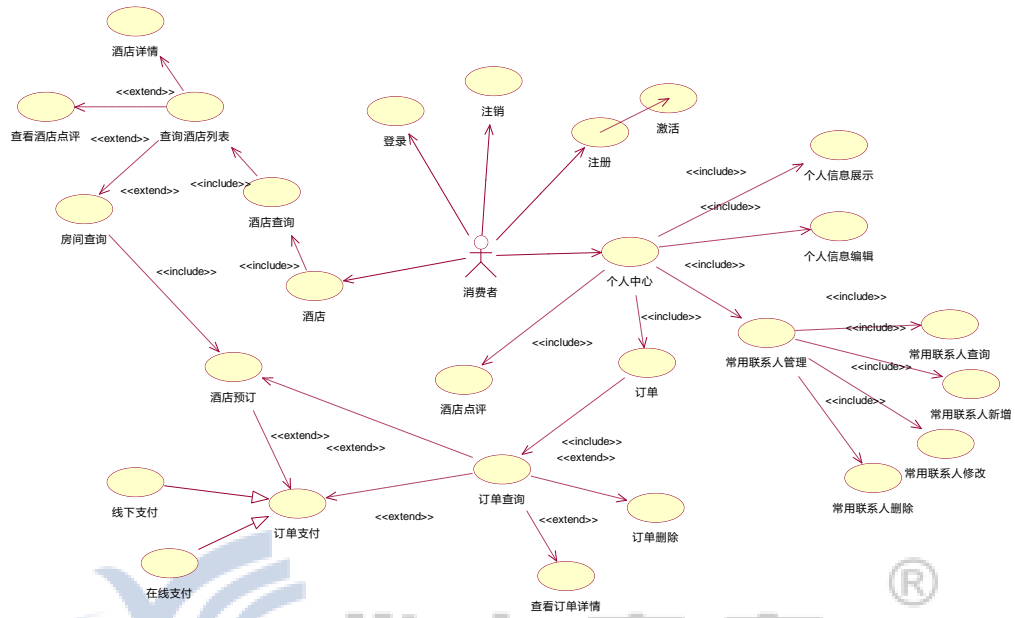 酒店详情
<<extend>>
查看酒店点评
查询酒店列表
<<extend>>
<<extend>>
<<include>>
房间查询
酒店查询
<<include>>
<<include>>
酒店
登录
注销
注册
激活
消费者
<<include>>
个人信息展示
<<include>>
个人信息编辑
个人中心
<<include>>
<<include>>
<<include>>
<<include>>
<<include>>
常用联系人查询
常用联系人管理
<<include>>
<<include>>
常用联系人新增
常用联系人修改
常用联系人删除
酒店点评
订单
酒店预订
<<extend>>
<<extend>>
<<include>>
<<extend>>
订单查询
线下支付
订单支付
<<extend>>
<<extend>>
订单删除
在线支付
查看订单详情
®